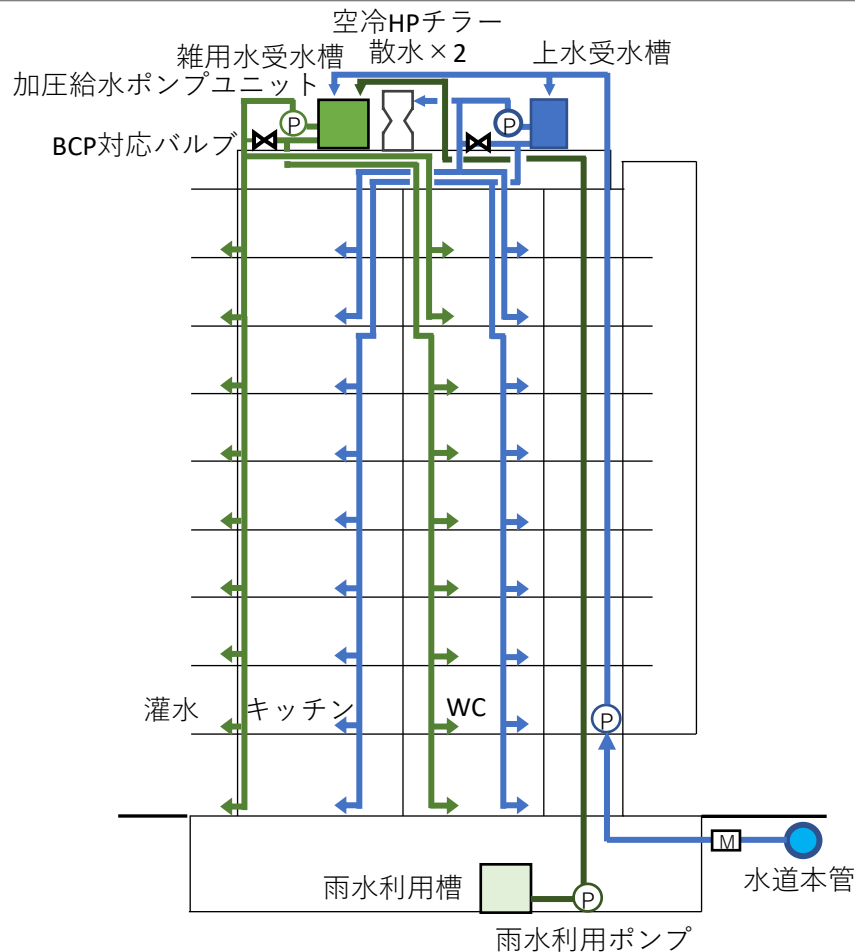 空冷HPチラー
散水×2
雑用水受水槽
上水受水槽
加圧給水ポンプユニット
P
P
BCP対応バルブ
灌水
キッチン
WC
P
M
水道本管
雨水利用槽
P
雨水利用ポンプ